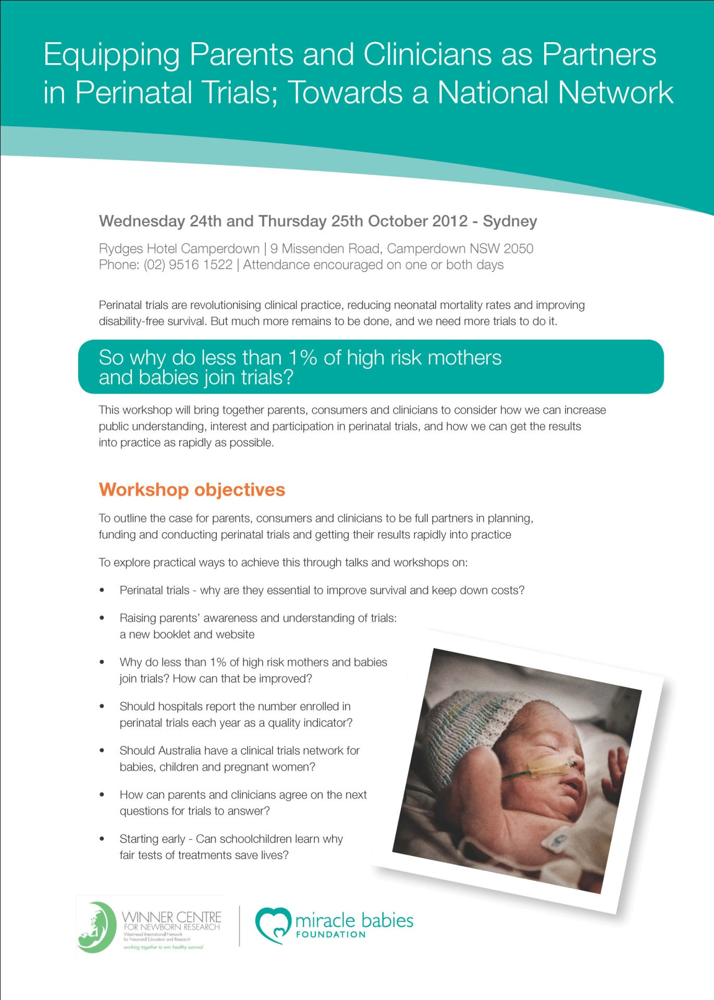 Equipping Parents and Clinicians as Partners
in Perinatal Trials; Towards a National Network
Wednesday 24th and Thursday 25th October 2012 - Sydney
Rydges Hotel Camperdown | 9 Missenden Road, Camperdown NSW 2050
Phone: (02) 9516 1522 | Attendance encouraged on one or both days
Perinatal trials are revolutionising clinical practice, reducing neonatal mortality rates and improving
disability-free survival. But much more remains to be done, and we need more trials to do it.
So why do less than 1% of high risk mothers
and babies join trials?
This workshop will bring together parents, consumers and clinicians to consider how we can increase
public understanding, interest and participation in perinatal trials, and how we can get the results
into practice as rapidly as possible.
Workshop objectives
To outline the case for parents, consumers and clinicians to be full partners in planning,
funding and conducting perinatal trials and getting their results rapidly into practice
To explore practical ways to achieve this through talks and workshops on:
• Perinatal trials - why are they essential to improve survival and keep down costs?
• Raising parents’ awareness and understanding of trials:
a new booklet and website
• Why do less than 1% of high risk mothers and babies
join trials? How can that be improved?
• Should hospitals report the number enrolled in
perinatal trials each year as a quality indicator?
• Should Australia have a clinical trials network for
babies, children and pregnant women?
• How can parents and clinicians agree on the next
questions for trials to answer?
• Starting early - Can schoolchildren learn why
fair tests of treatments save lives?
WINNER CENTRE
FOR NEWBORN RESEARCH
Westmead International Network
for Neonatal Education and Research
working together to win healthy survival
miracle babies
FOUNDATION